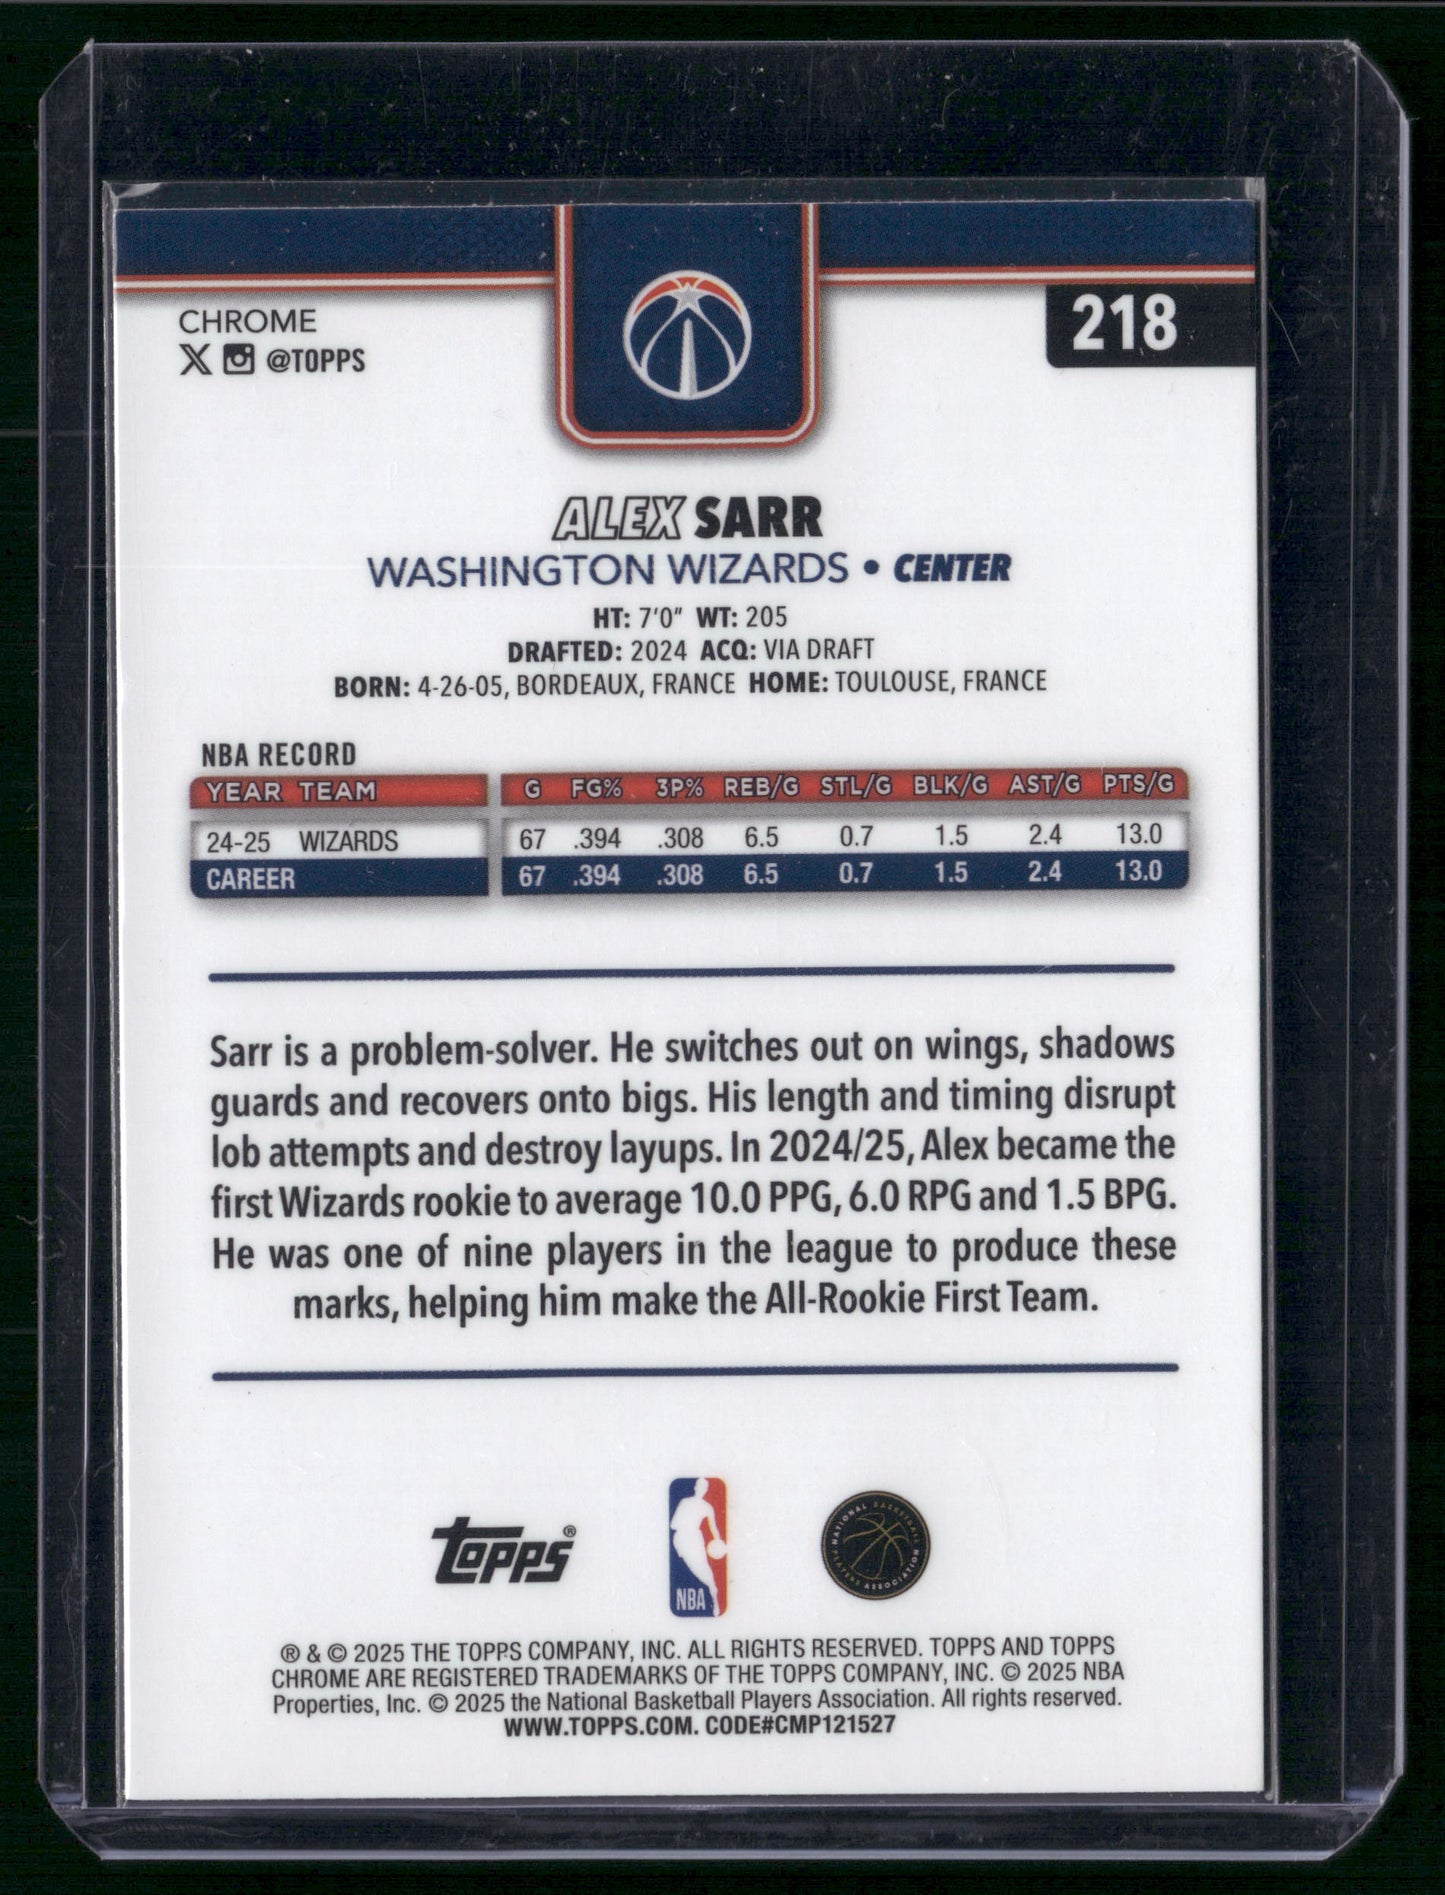 CHROME
218
@TOPPS
ALEX SARR
WASHINGTON WIZARDS • CENTER
HT: 7'0" WT: 205
DRAFTED: 2024 ACQ: VIA DRAFT
BORN: 4-26-05, BORDEAUX, FRANCE HOME: TOULOUSE, FRANCE
NBA RECORD
YEAR TEAM G FG% 3P% REB/G STL/G BLK/G AST/G PTS/G
24-25 WIZARDS 67 .394 .308 6.5 0.7 1.5 2.4 13.0
CAREER 67 .394 .308 6.5 0.7 1.5 2.4 13.0
Sarr is a problem-solver. He switches out on wings, shadows
guards and recovers onto bigs. His length and timing disrupt
lob attempts and destroy layups. In 2024/25, Alex became the
first Wizards rookie to average 10.0 PPG, 6.0 RPG and 1.5 BPG.
He was one of nine players in the league to produce these
marks, helping him make the All-Rookie First Team.
Topps®
NBA
NATIONAL BASKETBALL PLAYERS ASSOCIATION
® & © 2025 THE TOPPS COMPANY, INC. ALL RIGHTS RESERVED. TOPPS AND TOPPS
CHROME ARE REGISTERED TRADEMARKS OF THE TOPPS COMPANY, INC. © 2025 NBA
Properties, Inc. © 2025 the National Basketball Players Association. All rights reserved.
WWW.TOPPS.COM. CODE#CMP121527